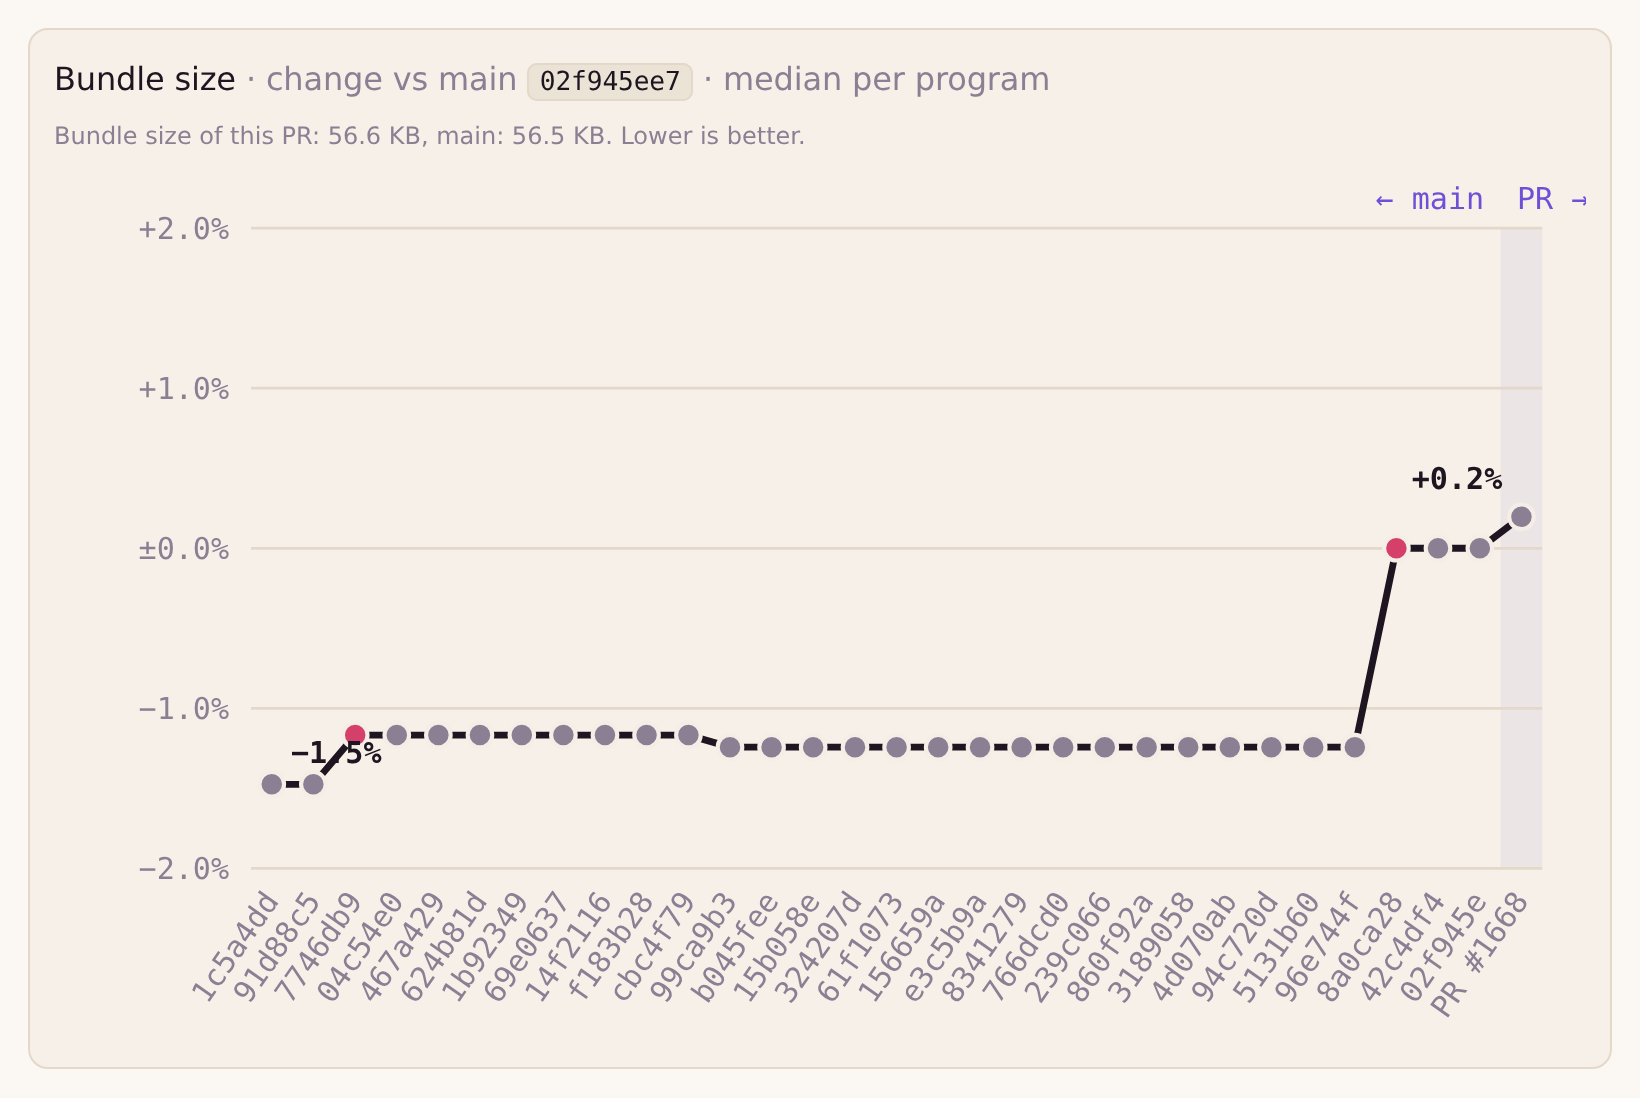 Bundle size · change vs main 02f945ee7 · median per program
Bundle size of this PR: 56.6 KB, main: 56.5 KB. Lower is better.
← main PR →
+2.0%
+1.0%
±0.0%
−1.0%
−2.0%
+0.2%
−1.5%
1c5a4dd
91d88c5
7746db9
04c54e0
467a429
624b81d
1b92349
69e0637
14f2116
f183b28
cbc4f79
99ca9b3
b045fee
15b058e
324207d
61f1073
156659a
e3c5b9a
8341279
766dcd0
239c066
860f92a
3189058
4d070ab
94c720d
5131b60
96e744f
8a0ca28
42c4df4
02f945e
PR #1668